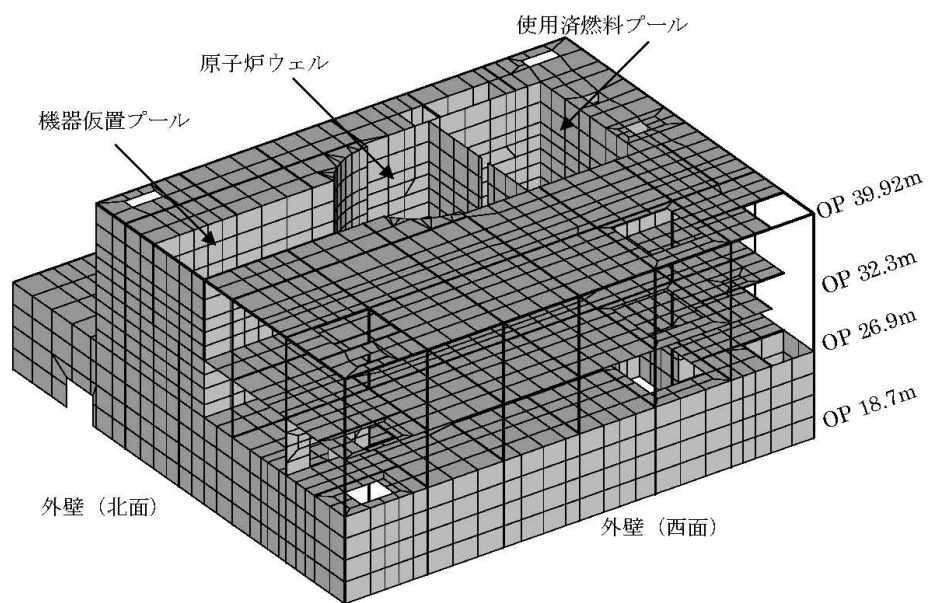 使用済燃料プール
原子炉ウェル
機器仮置プール
OP 39.92m
OP 32.3m
OP 26.9m
OP 18.7m
外壁（北面）
外壁（西面）